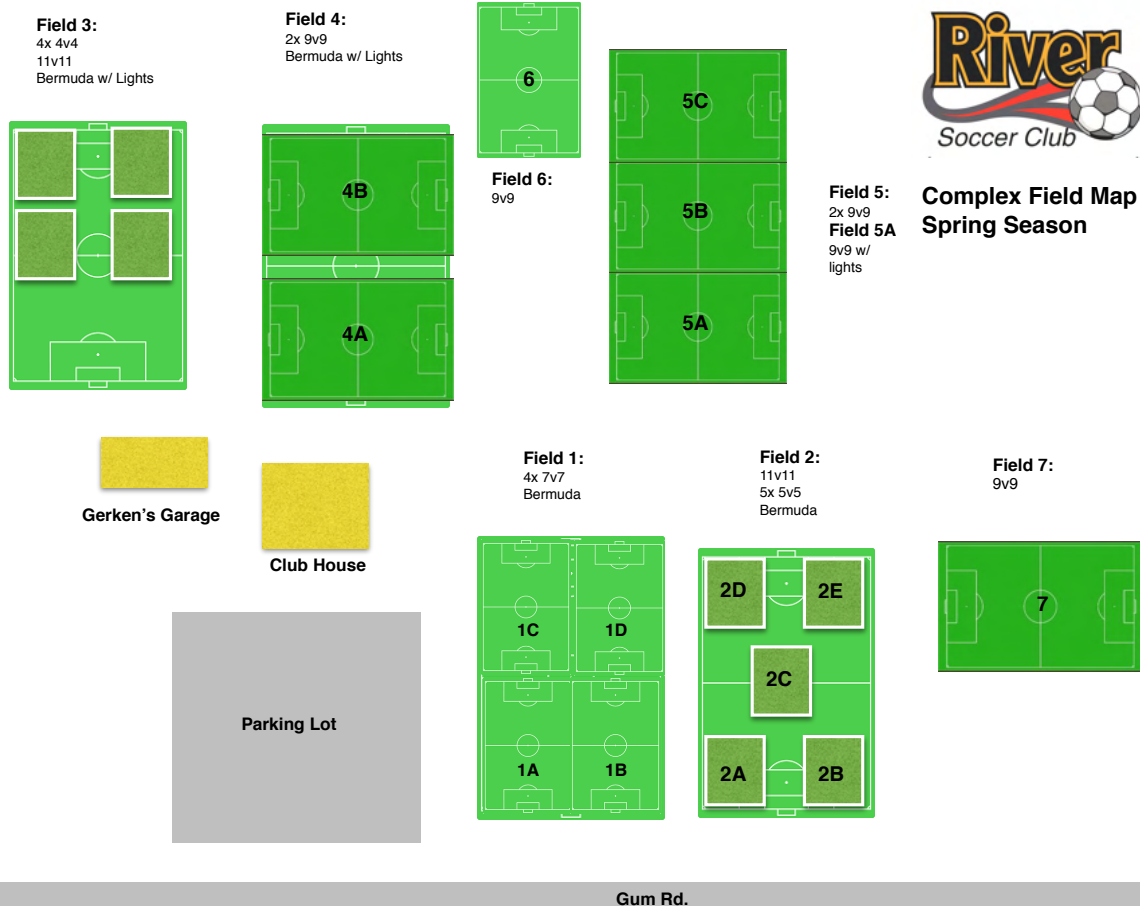 Field 3:
4x 4v4
11v11
Bermuda w/ Lights
Field 4:
2x 9v9
Bermuda w/ Lights
6
Field 6:
9v9
5C
5B
5A
4B
4A
Field 5:
2x 9v9
Field 5A
9v9 w/
lights
River
Soccer Club
Complex Field Map
Spring Season
Gerken's Garage
Club House
Parking Lot
Field 1:
4x 7v7
Bermuda
1C
1D
1A
1B
Field 2:
11v11
5x 5v5
Bermuda
2D
2E
2C
2A
2B
Field 7:
9v9
7
Gum Rd.